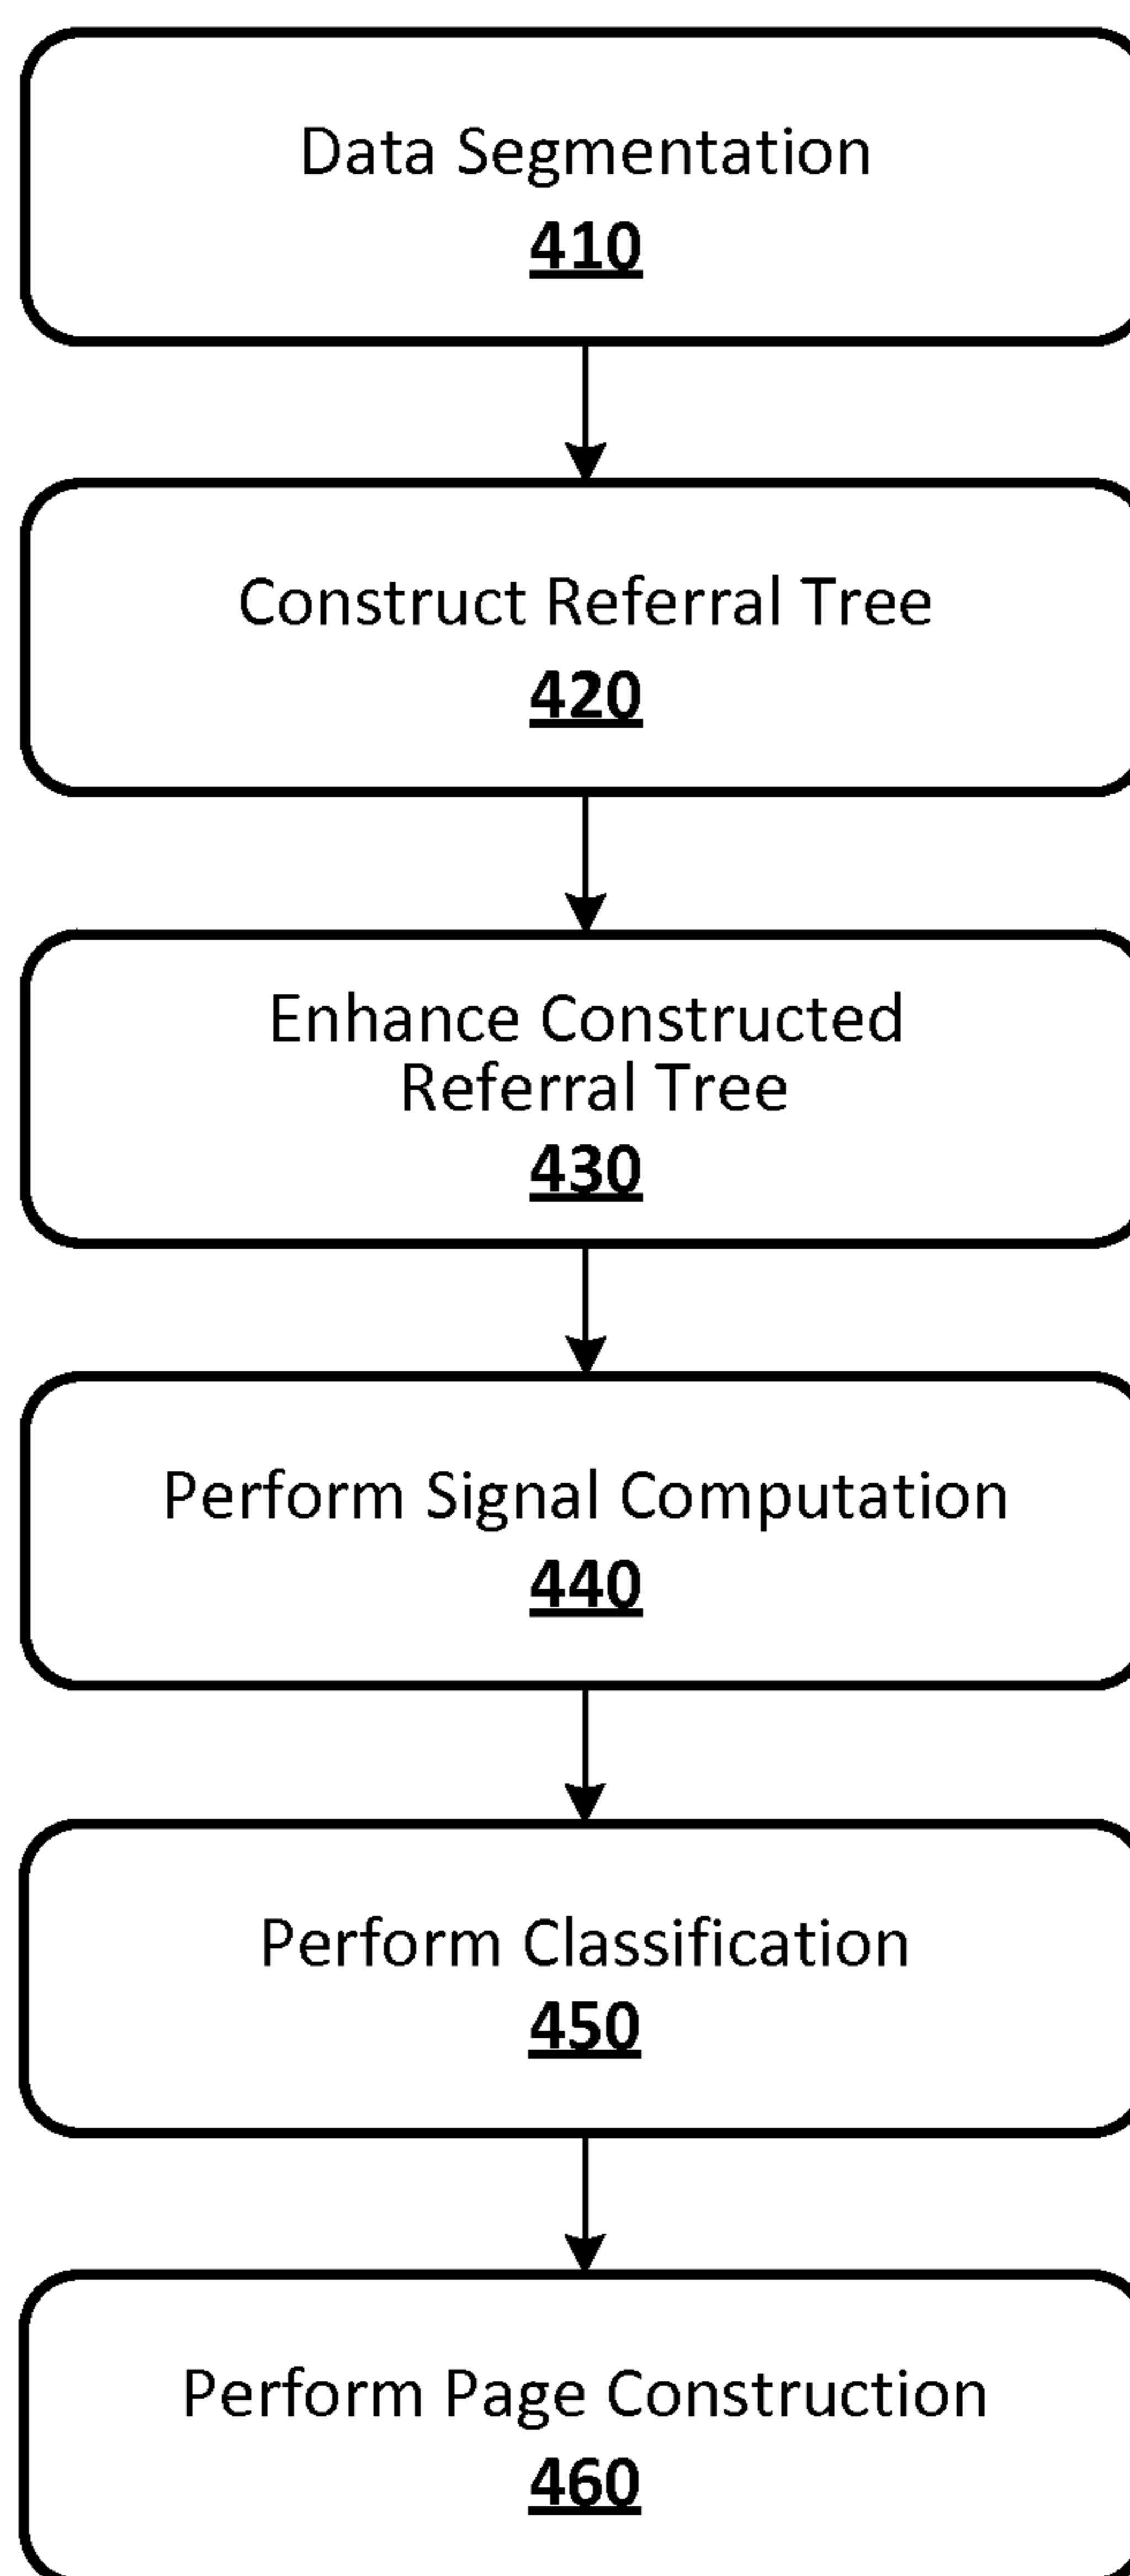 Data Segmentation
410
Construct Referral Tree
420
Enhance Constructed
Referral Tree
430
Perform Signal Computation
440
Perform Classification
450
Perform Page Construction
460